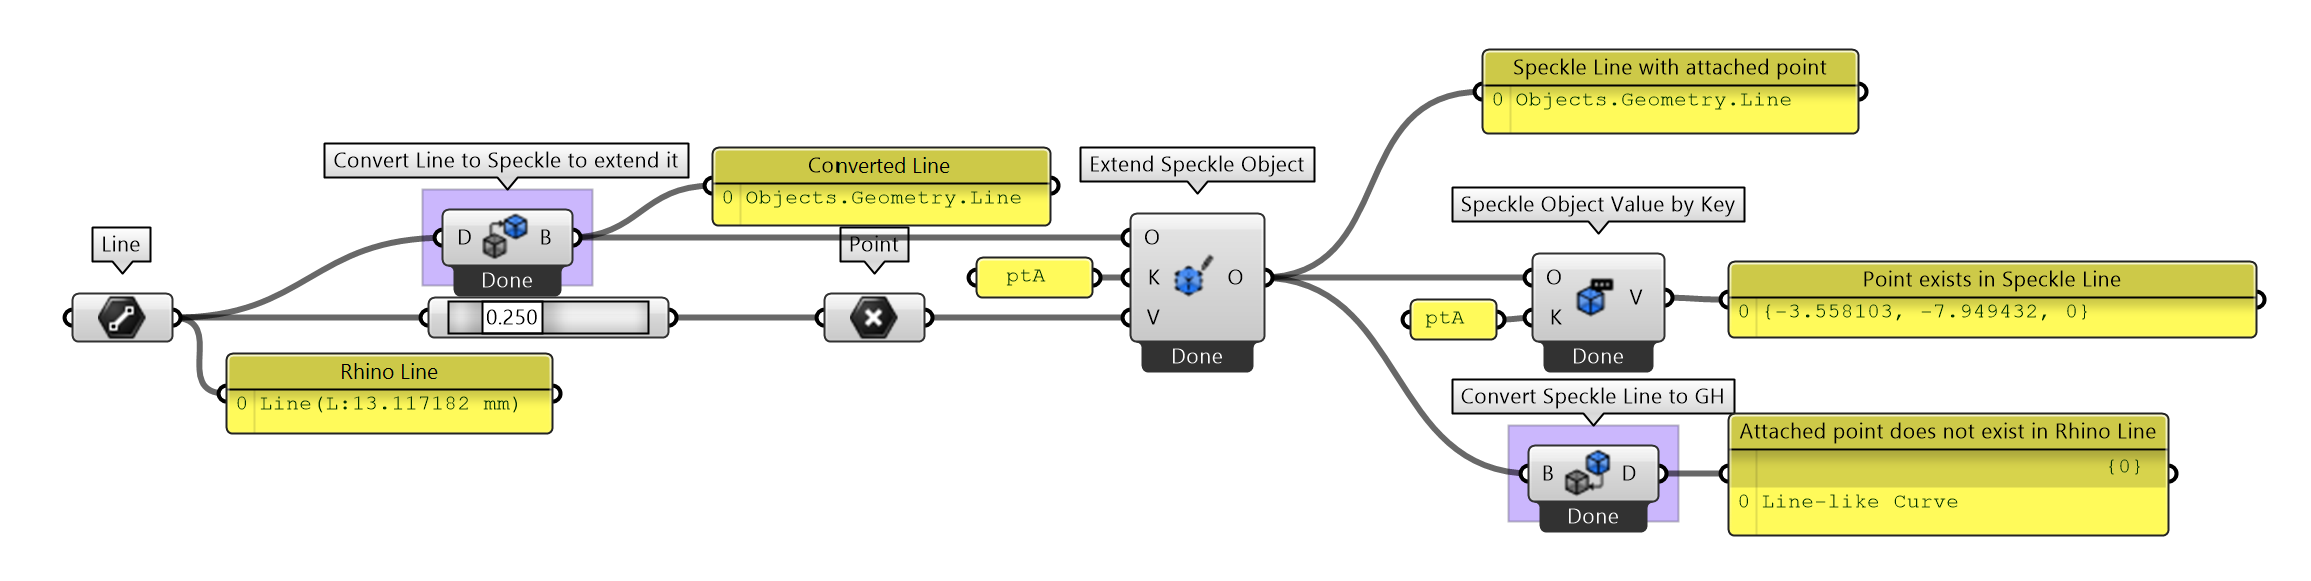 Line
Rhino Line
0 Line(L:13.117182 mm)
Convert Line to Speckle to extend it
D B
Done
0.250
Converted Line
0 Objects.Geometry.Line
Point
ptA
Extend Speckle Object
O
K O
V
Done
Speckle Line with attached point
0 Objects.Geometry.Line
Speckle Object Value by Key
ptA
O
V
K
Done
Point exists in Speckle Line
0 {-3.558103, -7.949432, 0}
Convert Speckle Line to GH
B D
Done
Attached point does not exist in Rhino Line
{0}
0 Line-like Curve